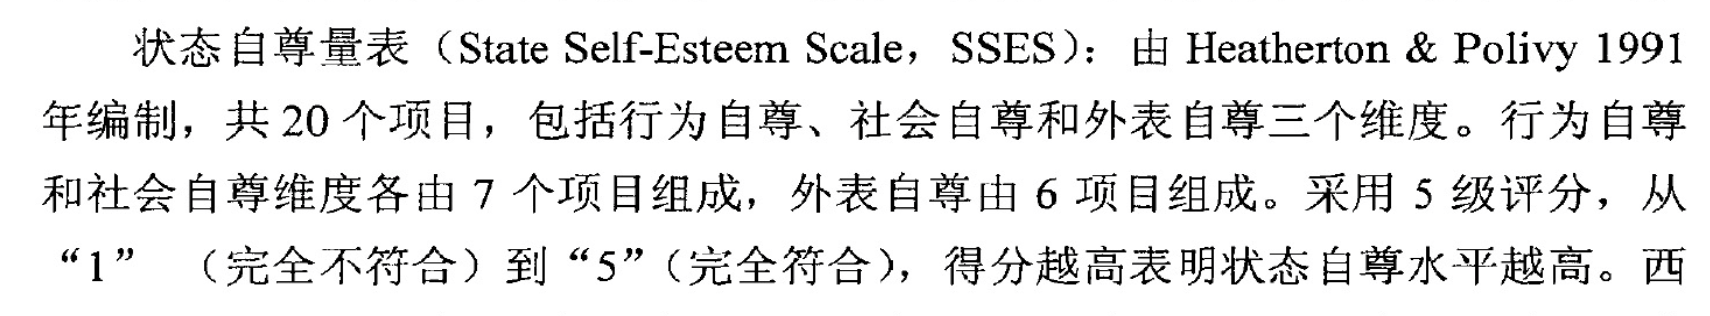 状态自尊量表（State Self-Esteem Scale，SSES）：由 Heatherton & Polivy 1991
年编制，共 20 个项目，包括行为自尊、社会自尊和外表自尊三个维度。行为自尊
和社会自尊维度各由 7 个项目组成，外表自尊由 6 项目组成。采用 5 级评分，从
“1” （完全不符合）到“5”（完全符合），得分越高表明状态自尊水平越高。西